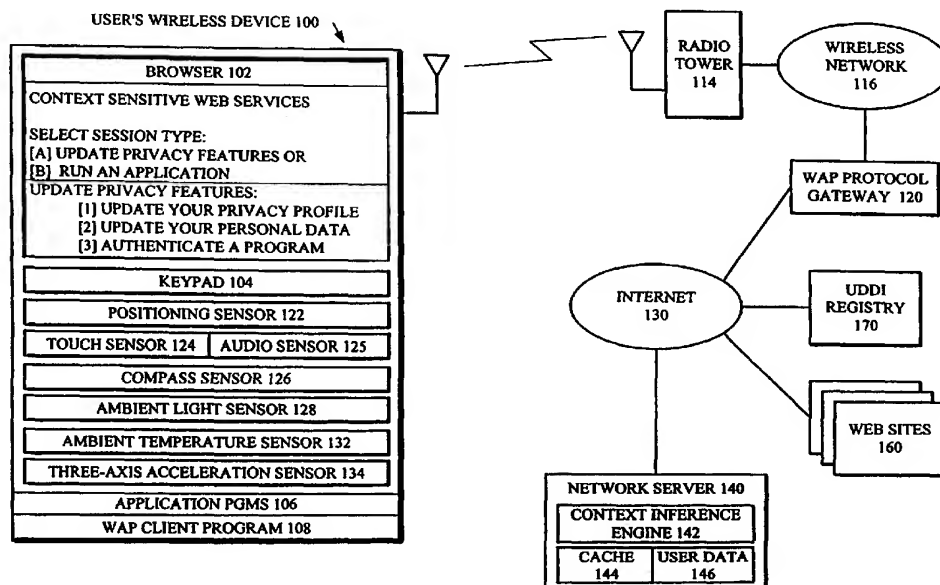 USER'S WIRELESS DEVICE 100
BROWSER 102
CONTEXT SENSITIVE WEB SERVICES
SELECT SESSION TYPE:
[A] UPDATE PRIVACY FEATURES OR
[B] RUN AN APPLICATION
UPDATE PRIVACY FEATURES:
[1] UPDATE YOUR PRIVACY PROFILE
[2] UPDATE YOUR PERSONAL DATA
[3] AUTHENTICATE A PROGRAM
KEYPAD 104
POSITIONING SENSOR 122
TOUCH SENSOR 124
AUDIO SENSOR 125
COMPASS SENSOR 126
AMBIENT LIGHT SENSOR 128
AMBIENT TEMPERATURE SENSOR 132
THREE-AXIS ACCELERATION SENSOR 134
APPLICATION PGMS 106
WAP CLIENT PROGRAM 108
RADIO
TOWER
114
WIRELESS
NETWORK
116
WAP PROTOCOL
GATEWAY 120
INTERNET
130
UDDI
REGISTRY
170
WEB SITES
160
NETWORK SERVER 140
CONTEXT INFERENCE
ENGINE 142
CACHE
144
USER DATA
146